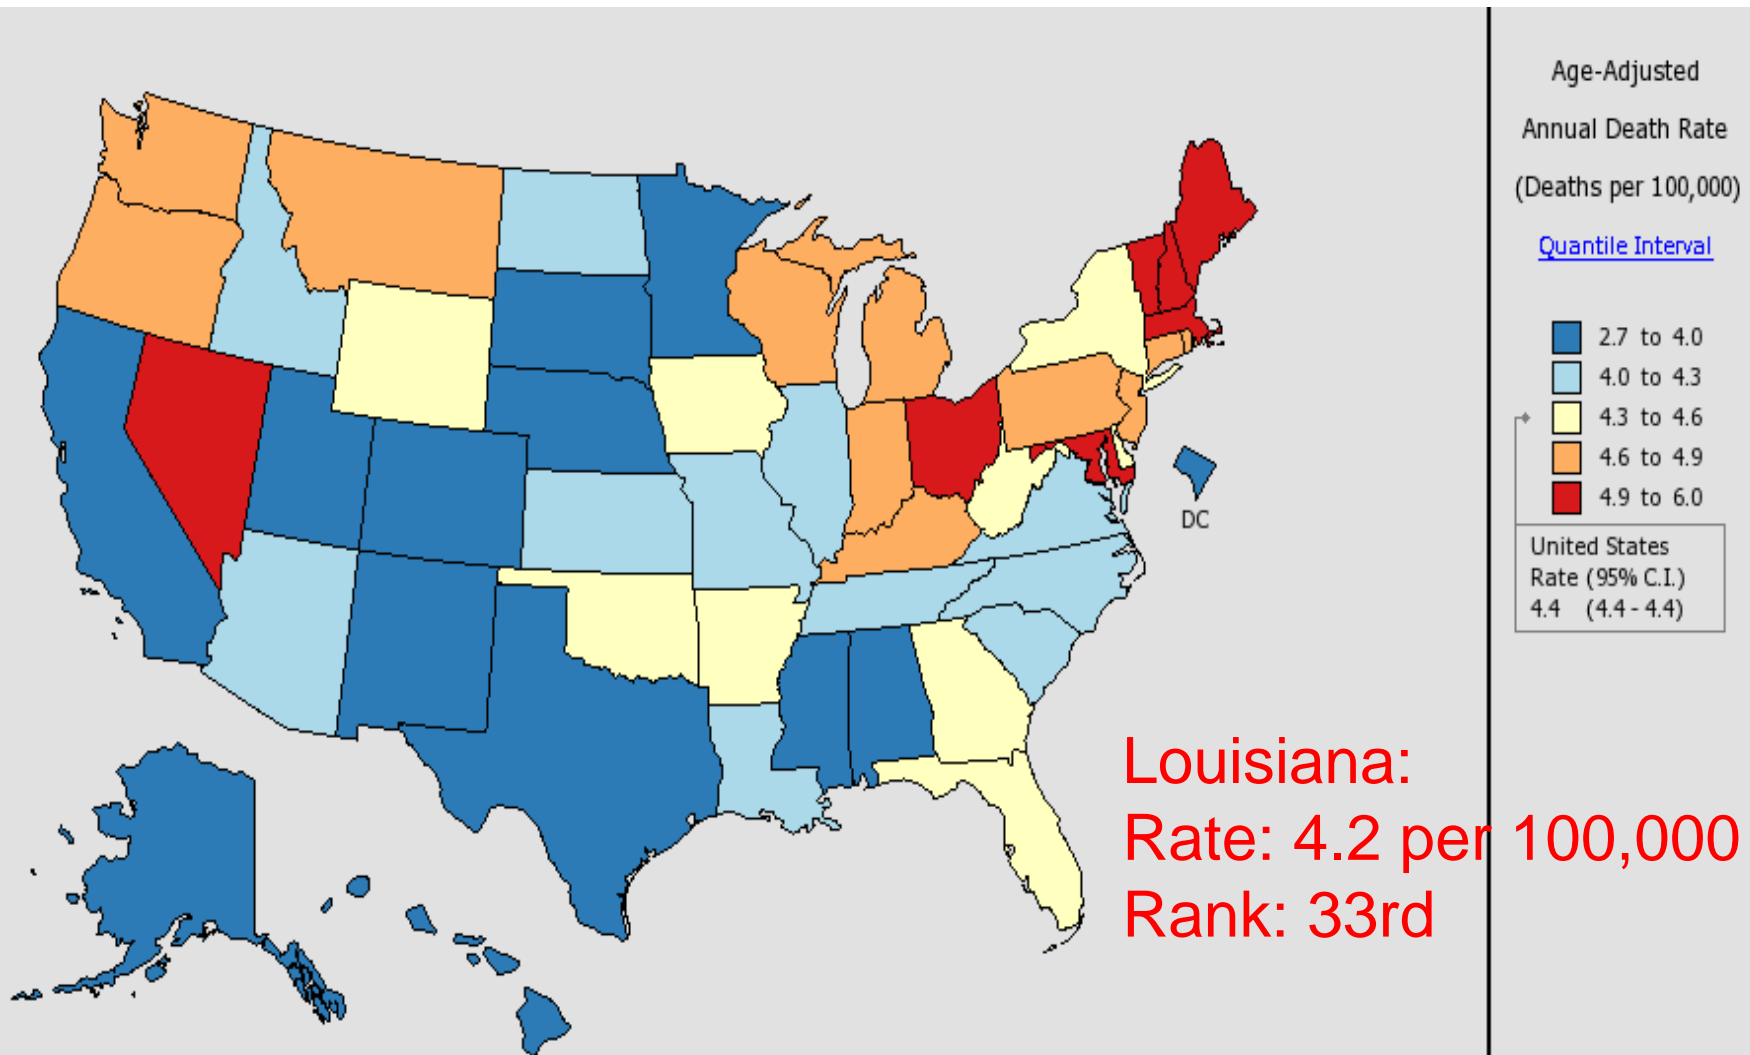 Age-Adjusted
Annual Death Rate
(Deaths per 100,000)
Quantile Interval
2.7 to 4.0
4.0 to 4.3
4.3 to 4.6
4.6 to 4.9
4.9 to 6.0
United States
Rate (95% C.I.)
4.4 (4.4 - 4.4)
DC
Louisiana:
Rate: 4.2 per 100,000
Rank: 33rd